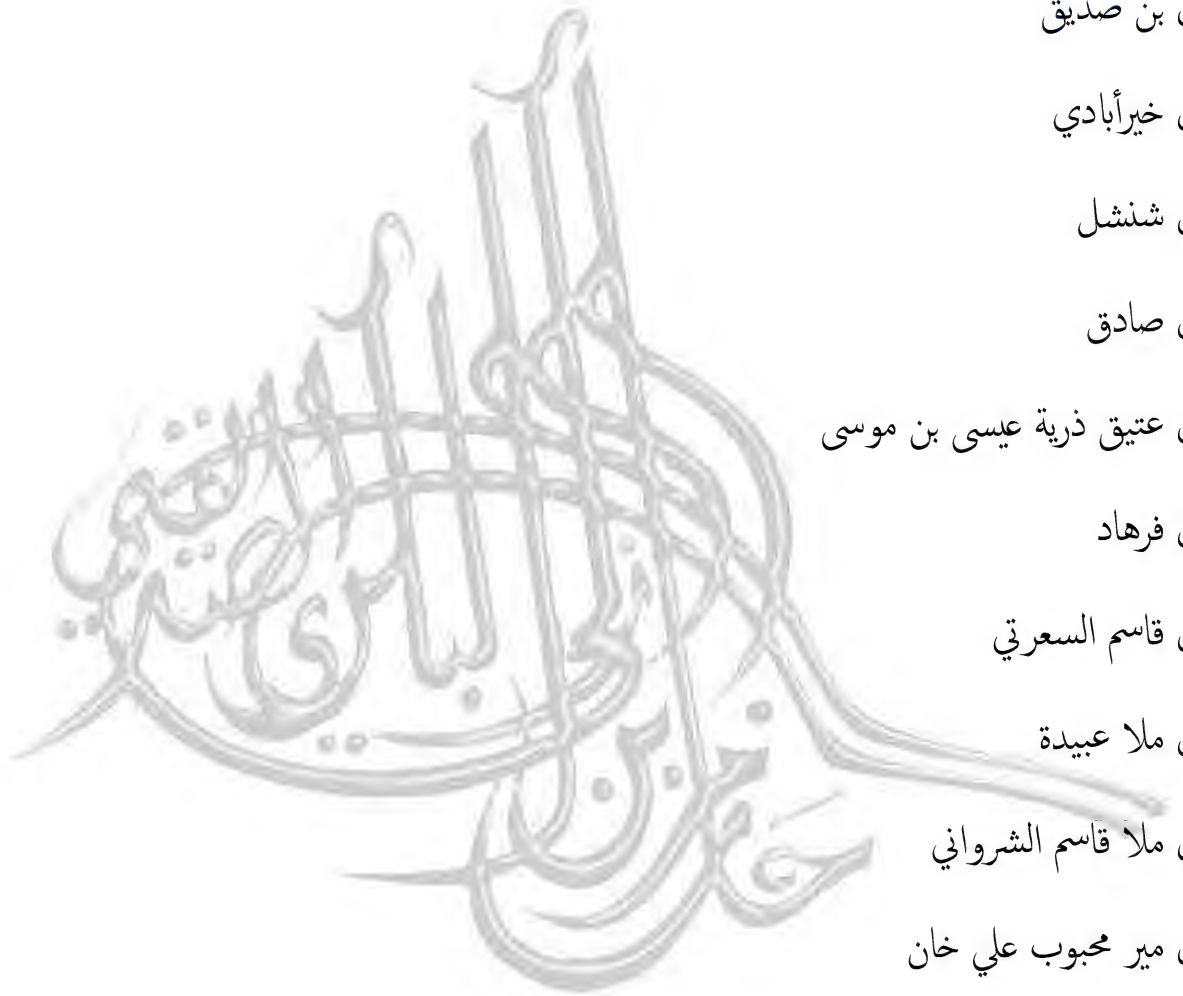 بن صديق
خيرأبادي
شنشل
صادق
عتيق ذرية عيسى بن موسى
فرهاد
قاسم السعرتي
ملا عبيدة
ملا قاسم الشرواني
مير محبوب علي خان